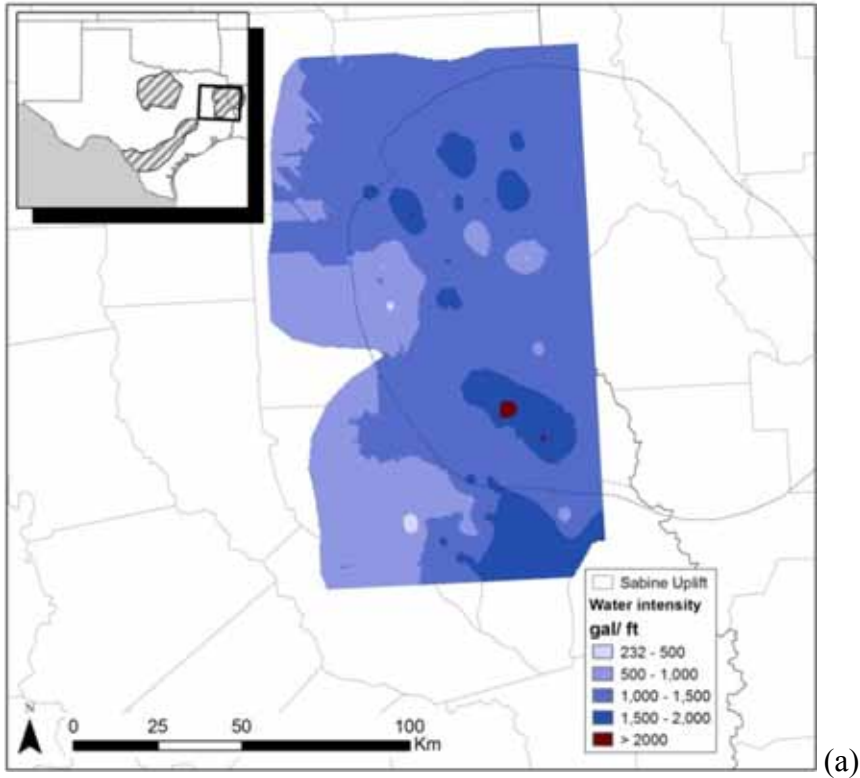 Sabine Uplift
Water intensity
gal/ ft
232 - 500
500 - 1,000
1,000 - 1,500
1,500 - 2,000
> 2000
N
0 25 50 100
Km
(a)